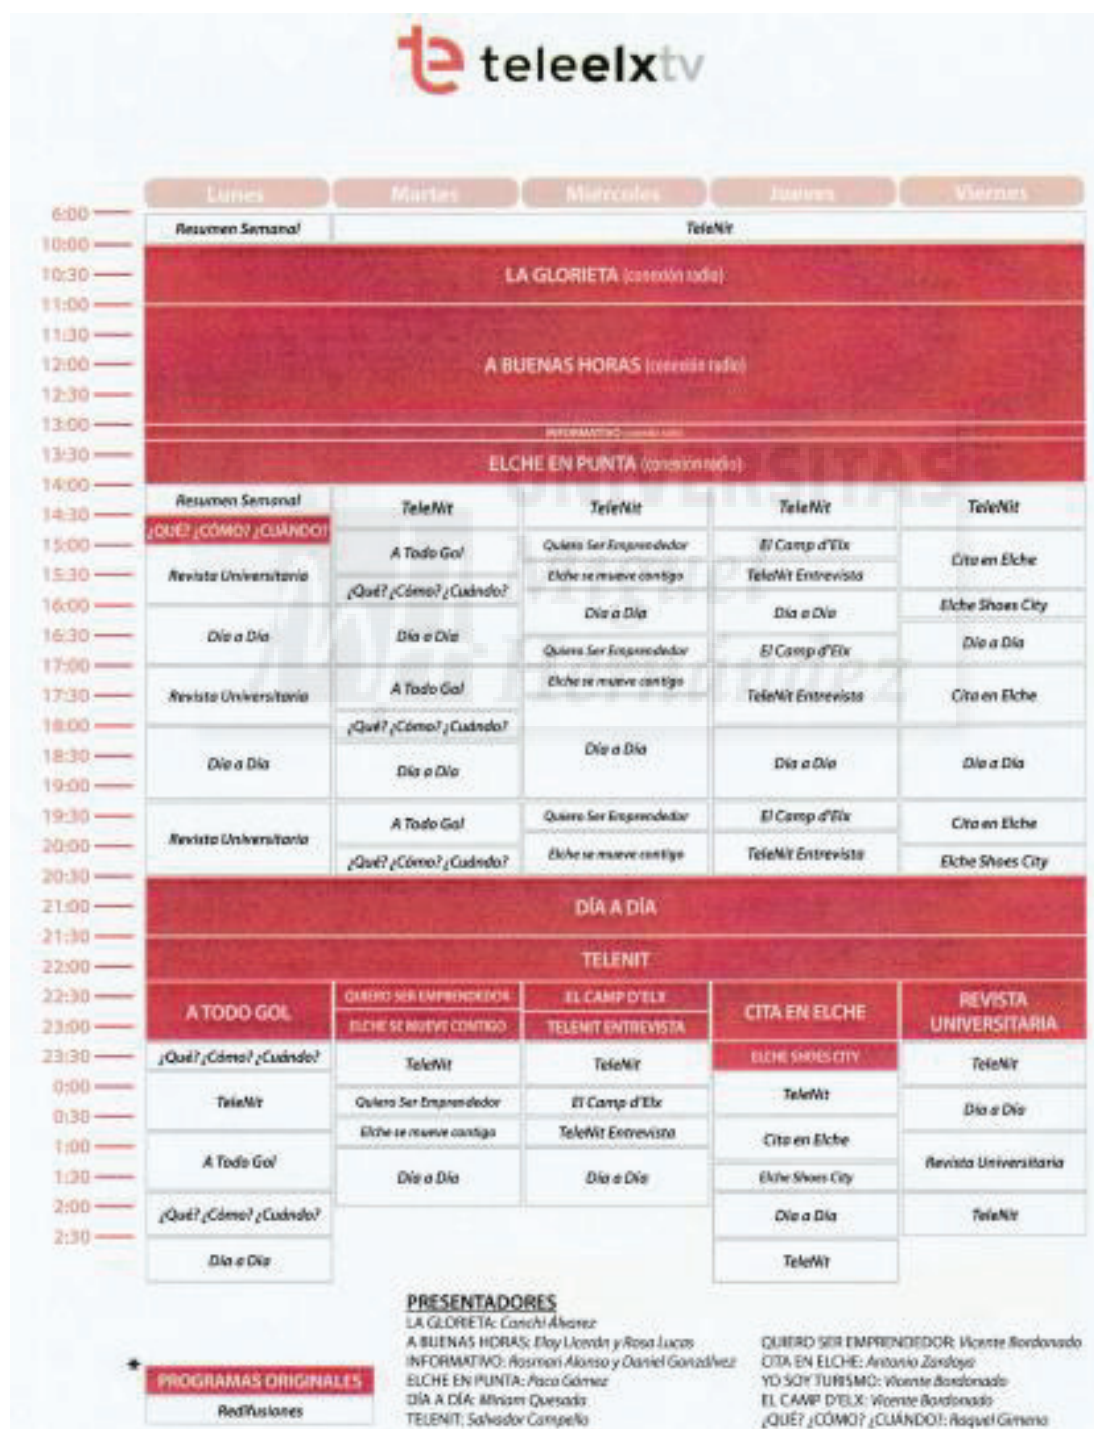 teleelxtv
Lunes Martes Miércoles Jueves Viernes
6:00
Resumen Semanal TeleNit
10:00
10:30 LA GLORIETA (conexión radio)
11:00
11:30
12:00 A BUENAS HORAS (conexión radio)
12:30
13:00
INFORMATIVO (conexión radio)
13:30 ELCHE EN PUNTA (conexión radio)
UNIVERSITAS
14:00
Resumen Semanal TeleNit TeleNit TeleNit TeleNit
14:30
¿QUÉ? ¿CÓMO? ¿CUÁNDO?
15:00 A Todo Gol Quiero Ser Emprendedor El Camp d'Elx Cita en Elche
Miguel
15:30 Revista Universitaria ¿Qué? ¿Cómo? ¿Cuándo? Elche se mueve contigo TeleNit Entrevista
16:00 Día a Día Día a Día Elche Shoes City
16:30 Día a Día Día a Día Quiero Ser Emprendedor El Camp d'Elx Día a Día
Hernández
17:00
17:30 Revista Universitaria A Todo Gol Elche se mueve contigo TeleNit Entrevista Cita en Elche
18:00 ¿Qué? ¿Cómo? ¿Cuándo?
18:30 Día a Día Día a Día Día a Día Día a Día Día a Día
19:00
19:30 A Todo Gol Quiero Ser Emprendedor El Camp d'Elx Cita en Elche
20:00 Revista Universitaria ¿Qué? ¿Cómo? ¿Cuándo? Elche se mueve contigo TeleNit Entrevista Elche Shoes City
20:30
21:00 DÍA A DÍA
21:30
22:00 TELENIT
22:30 A TODO GOL QUIERO SER EMPRENDEDOR EL CAMP D'ELX CITA EN ELCHE REVISTA UNIVERSITARIA
23:00 ELCHE SE MUEVE CONTIGO TELENIT ENTREVISTA
23:30 ¿Qué? ¿Cómo? ¿Cuándo? TeleNit TeleNit ELCHE SHOES CITY TeleNit
0:00 TeleNit Quiero Ser Emprendedor El Camp d'Elx TeleNit Día a Día
0:30 Elche se mueve contigo TeleNit Entrevista Cita en Elche
1:00 A Todo Gol Revista Universitaria
1:30 Día a Día Día a Día Elche Shoes City
2:00 ¿Qué? ¿Cómo? ¿Cuándo? Día a Día TeleNit
2:30
Día a Día TeleNit
PRESENTADORES
LA GLORIETA: Conchi Álvarez
A BUENAS HORAS: Eloy Licerán y Rosa Lucas
INFORMATIVO: Rosmari Alonso y Daniel Gonzálvez
ELCHE EN PUNTA: Paco Gómez
DÍA A DÍA: Miriam Quesada
TELENIT: Salvador Campello
QUIERO SER EMPRENDEDOR: Vicente Bordonado
CITA EN ELCHE: Antonio Zardoya
YO SOY TURISMO: Vicente Bordonado
EL CAMP D'ELX: Vicente Bordonado
¿QUÉ? ¿CÓMO? ¿CUÁNDO?: Raquel Gimeno
* PROGRAMAS ORIGINALES
Redifusiones